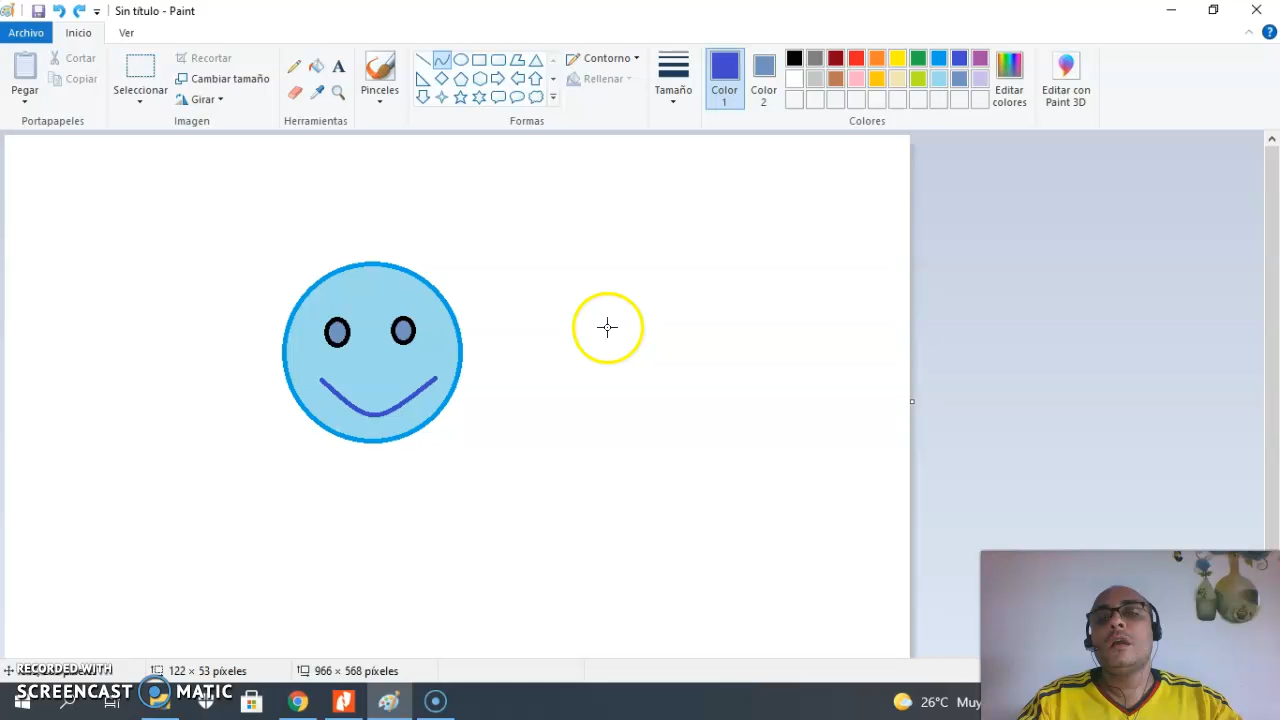 Sin título - Paint
Archivo Inicio Ver
Pegar
Cortar
Copiar
Portapapeles
Seleccionar
Recortar
Cambiar tamaño
Girar
Imagen
A
Herramientas
Pinceles
Contorno
Rellenar
Formas
Tamaño
Color
1
Color
2
Editar
colores
Colores
Editar con
Paint 3D
122 × 53 píxeles
966 × 568 píxeles
RECORDED WITH
SCREENCAST MATIC
26°C Muy